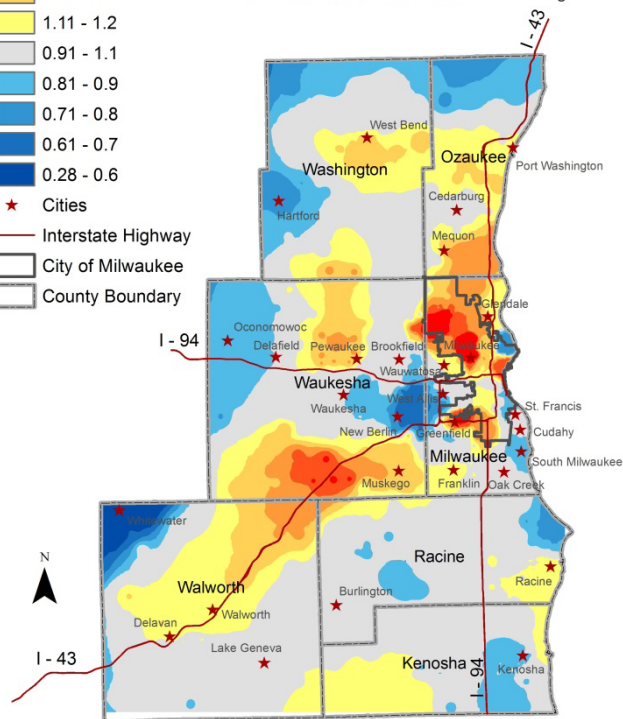 1.11 - 1.2
0.91 - 1.1
0.81 - 0.9
0.71 - 0.8
0.61 - 0.7
0.28 - 0.6
Cities
Interstate Highway
City of Milwaukee
County Boundary
I - 43
West Bend
Washington
Ozaukee
Port Washington
Hartford
Cedarburg
Mequon
Glendale
I - 94
Oconomowoc
Delafield
Pewaukee
Brookfield
Milwaukee
Wauwatosa
Waukesha
Waukesha
West Allis
New Berlin
Greenfield
St. Francis
Cudahy
Milwaukee
South Milwaukee
Muskego
Franklin
Oak Creek
Whitewater
N
Racine
Racine
Walworth
Walworth
Burlington
Delavan
Lake Geneva
Kenosha
Kenosha
I - 43
I - 94